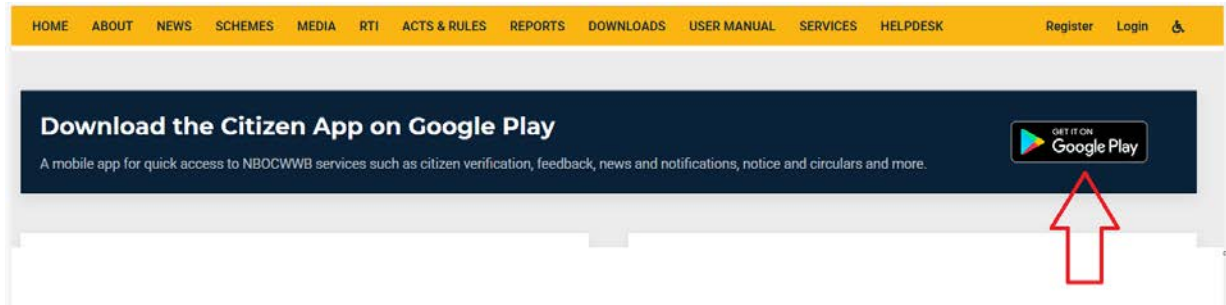 HOME ABOUT NEWS SCHEMES MEDIA RTI ACTS & RULES REPORTS DOWNLOADS USER MANUAL SERVICES HELPDESK Register Login
Download the Citizen App on Google Play
A mobile app for quick access to NBOCWWB services such as citizen verification, feedback, news and notifications, notice and circulars and more.
GET IT ON
Google Play